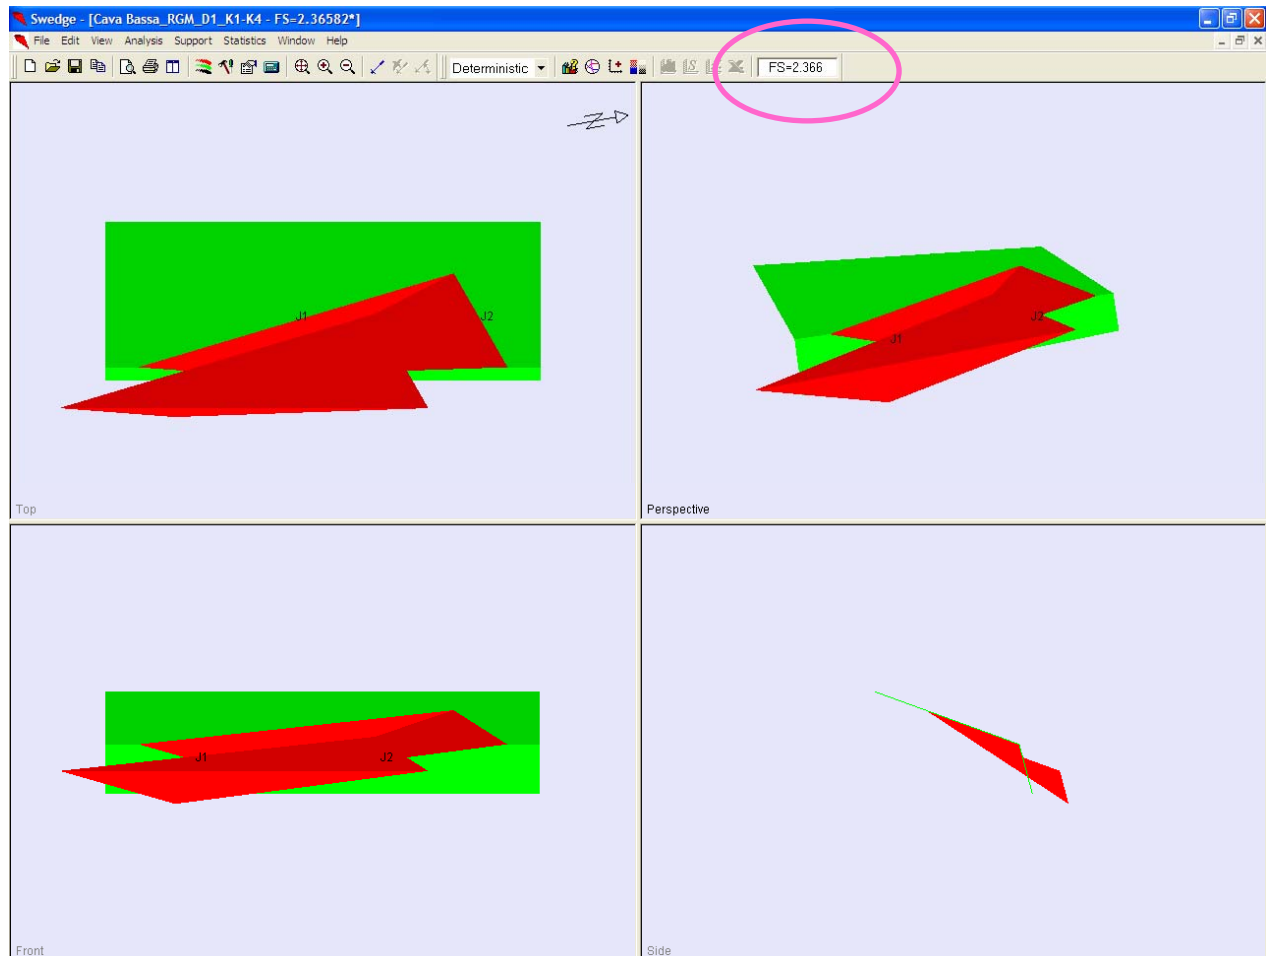 Swedge - [Cava Bassa_RGM_D1_K1-K4 - FS=2.36582*]
File Edit View Analysis Support Statistics Window Help
Deterministic FS=2.366
J1 J2
Top
J1 J2
Perspective
J1 J2
Front
Side